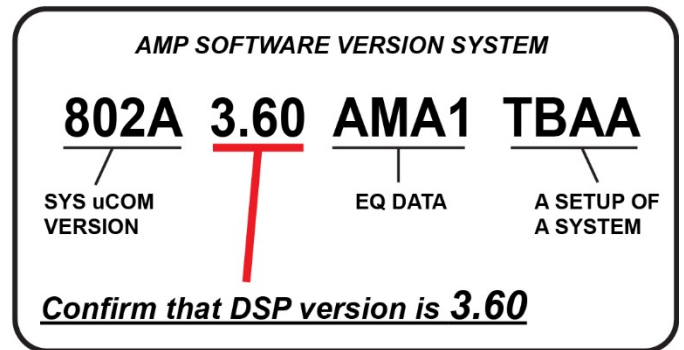 AMP SOFTWARE VERSION SYSTEM
802A 3.60 AMA1 TBAA
SYS uCOM VERSION
EQ DATA
A SETUP OF A SYSTEM
Confirm that DSP version is 3.60